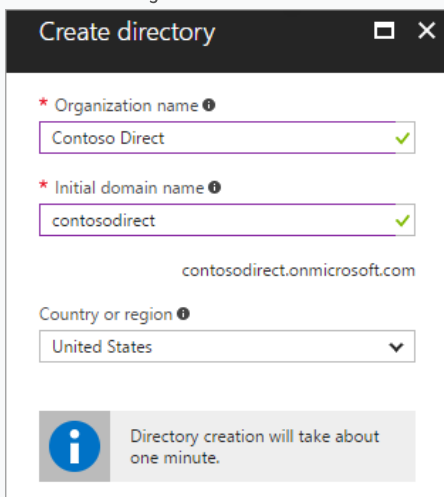 Create directory
* Organization name
Contoso Direct
* Initial domain name
contosodirect
contosodirect.onmicrosoft.com
Country or region
United States
Directory creation will take about
one minute.